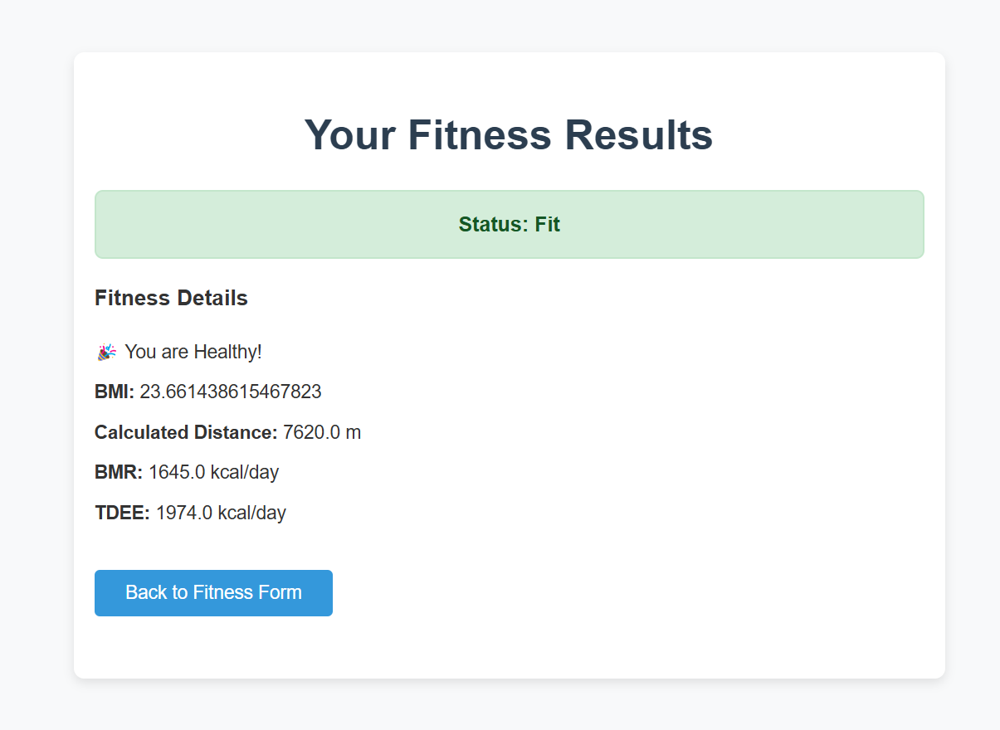 Your Fitness Results
Status: Fit
Fitness Details
🎉 You are Healthy!
BMI: 23.661438615467823
Calculated Distance: 7620.0 m
BMR: 1645.0 kcal/day
TDEE: 1974.0 kcal/day
Back to Fitness Form